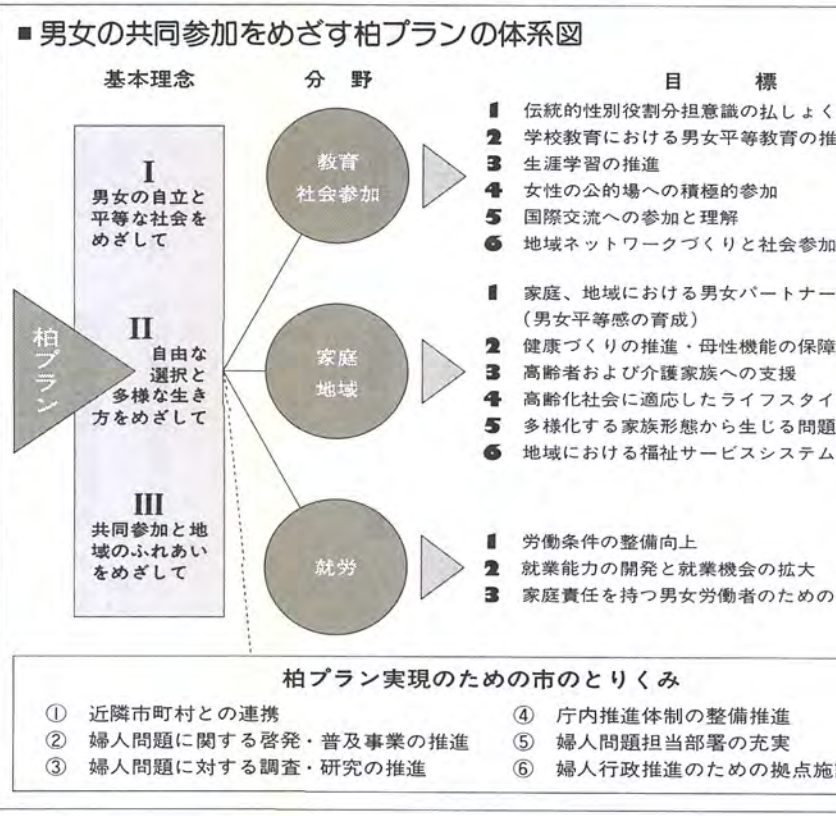 ■男女の共同参加をめざす柏プランの体系図
基本理念
分野
目標
柏プラン
I
男女の自立と
平等な社会を
めざして
II
自由な
選択と
多様な生き
方をめざして
III
共同参加と地
域のふれあい
をめざして
教育
社会参加
1 伝統的性別役割分担意識の払しょく
2 学校教育における男女平等教育の推
3 生涯学習の推進
4 女性の公的場への積極的参加
5 国際交流への参加と理解
6 地域ネットワークづくりと社会参加
家庭
地域
1 家庭、地域における男女パートナー
(男女平等感の育成)
2 健康づくりの推進・母性機能の保障
3 高齢者および介護家族への支援
4 高齢化社会に適応したライフスタイ
5 多様化する家族形態から生じる問題
6 地域における福祉サービスシステム
就労
1 労働条件の整備向上
2 就業能力の開発と就業機会の拡大
3 家庭責任を持つ男女労働者のための
柏プラン実現のための市のとりくみ
① 近隣市町村との連携
② 婦人問題に関する啓発・普及事業の推進
③ 婦人問題に対する調査・研究の推進
④ 庁内推進体制の整備推進
⑤ 婦人問題担当部署の充実
⑥ 婦人行政推進のための拠点施